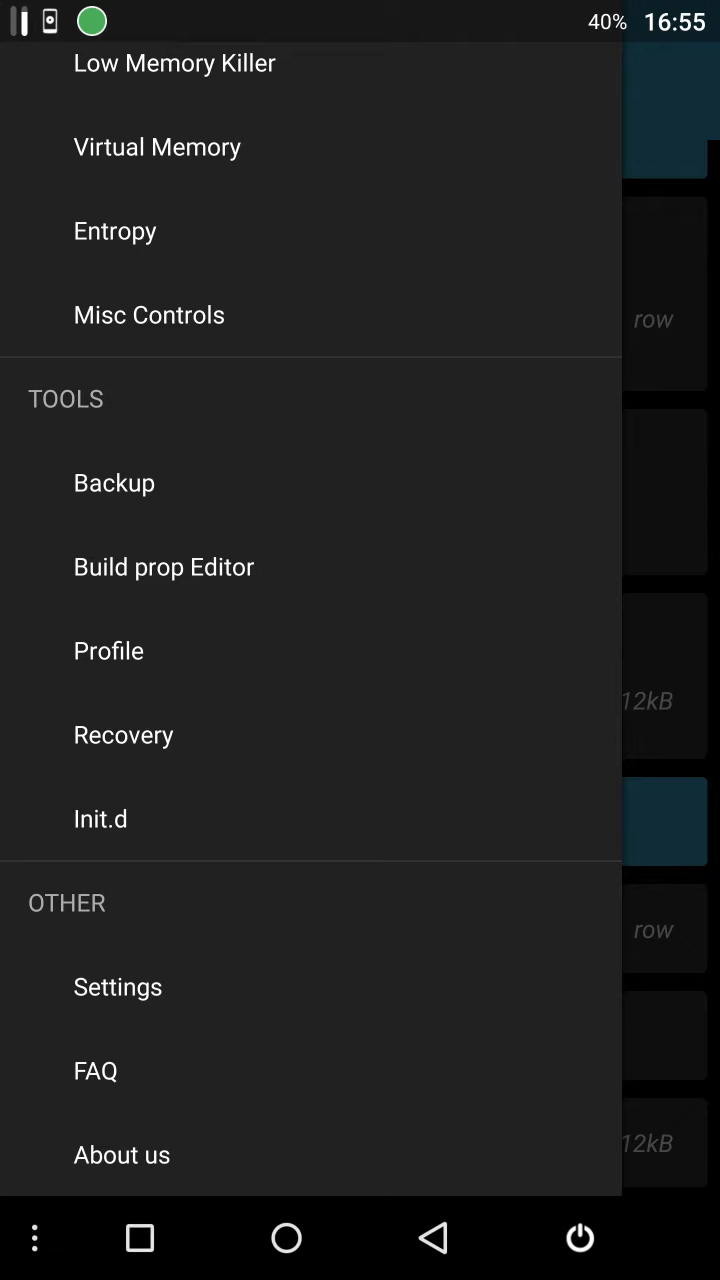 40% 16:55
Low Memory Killer
Virtual Memory
Entropy
Misc Controls
row
TOOLS
Backup
Build prop Editor
Profile
12kB
Recovery
Init.d
OTHER
row
Settings
FAQ
12kB
About us